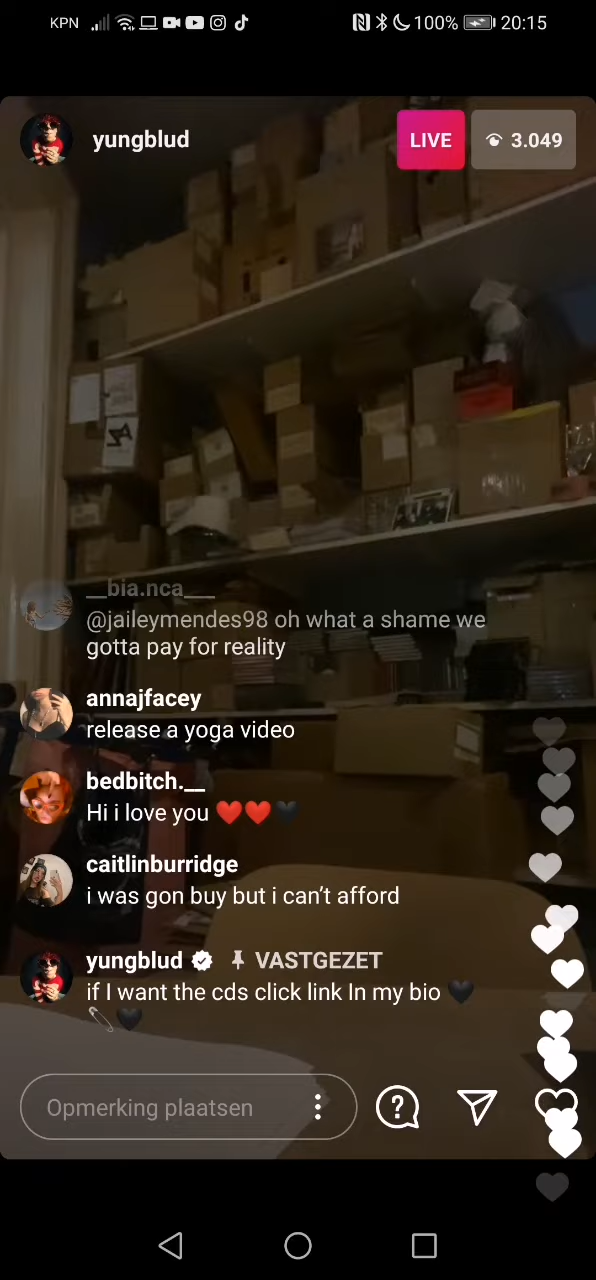 KPN 100% 20:15
yungblud LIVE 3.049
__bia.nca___
@jaileymendes98 oh what a shame we
gotta pay for reality
annajfacey
release a yoga video
bedbitch.__
Hi i love you ❤️❤️🖤
caitlinburridge
i was gon buy but i can't afford
yungblud VASTGEZET
if I want the cds click link In my bio 🖤
🧷🖤
Opmerking plaatsen